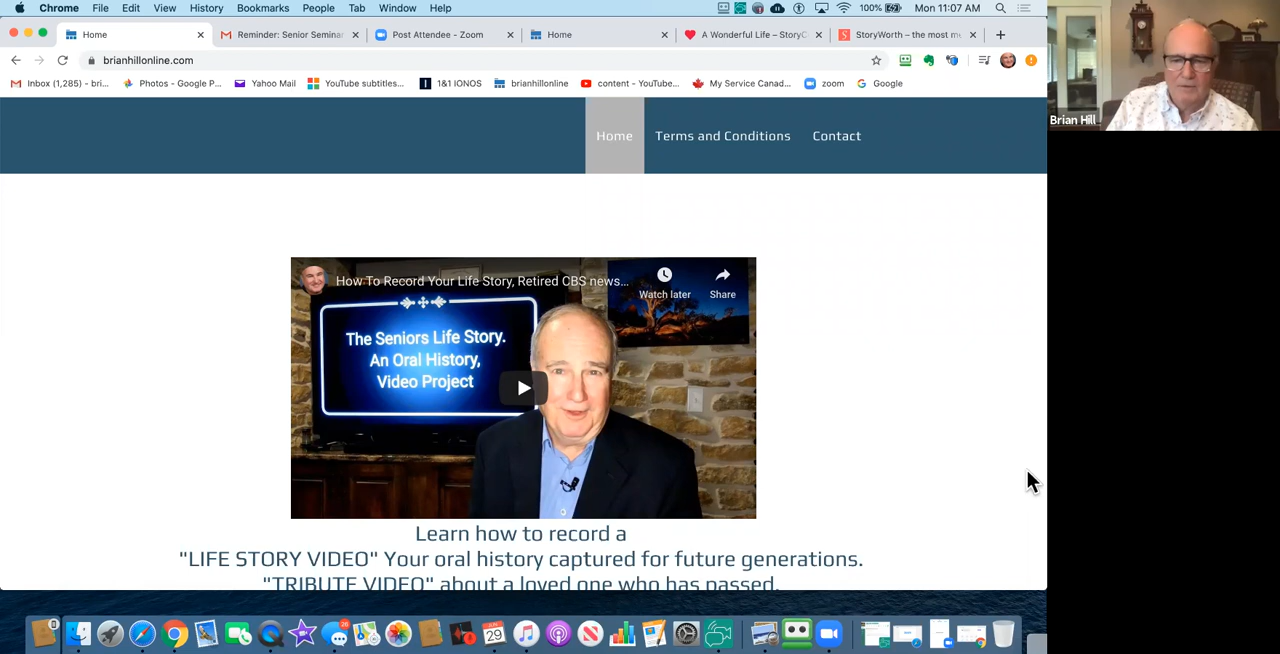 Chrome File Edit View History Bookmarks People Tab Window Help 100% Mon 11:07 AM
Home Reminder: Senior Semina Post Attendee - Zoom Home A Wonderful Life – StoryC StoryWorth – the most m
brianhillonline.com
Inbox (1,285) - bri... Photos - Google P... Yahoo Mail YouTube subtitles... 1&1 IONOS brianhillonline content - YouTube... My Service Canad... zoom Google
Brian Hill
Home Terms and Conditions Contact
How To Record Your Life Story, Retired CBS news...
Watch later Share
The Seniors Life Story.
An Oral History,
Video Project
Learn how to record a
"LIFE STORY VIDEO" Your oral history captured for future generations.
"TRIBUTE VIDEO" about a loved one who has passed.
26
JUN
29